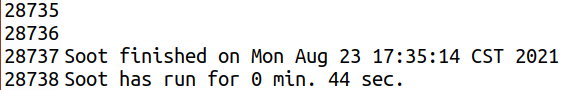 28735
28736
28737 Soot finished on Mon Aug 23 17:35:14 CST 2021
28738 Soot has run for 0 min. 44 sec.